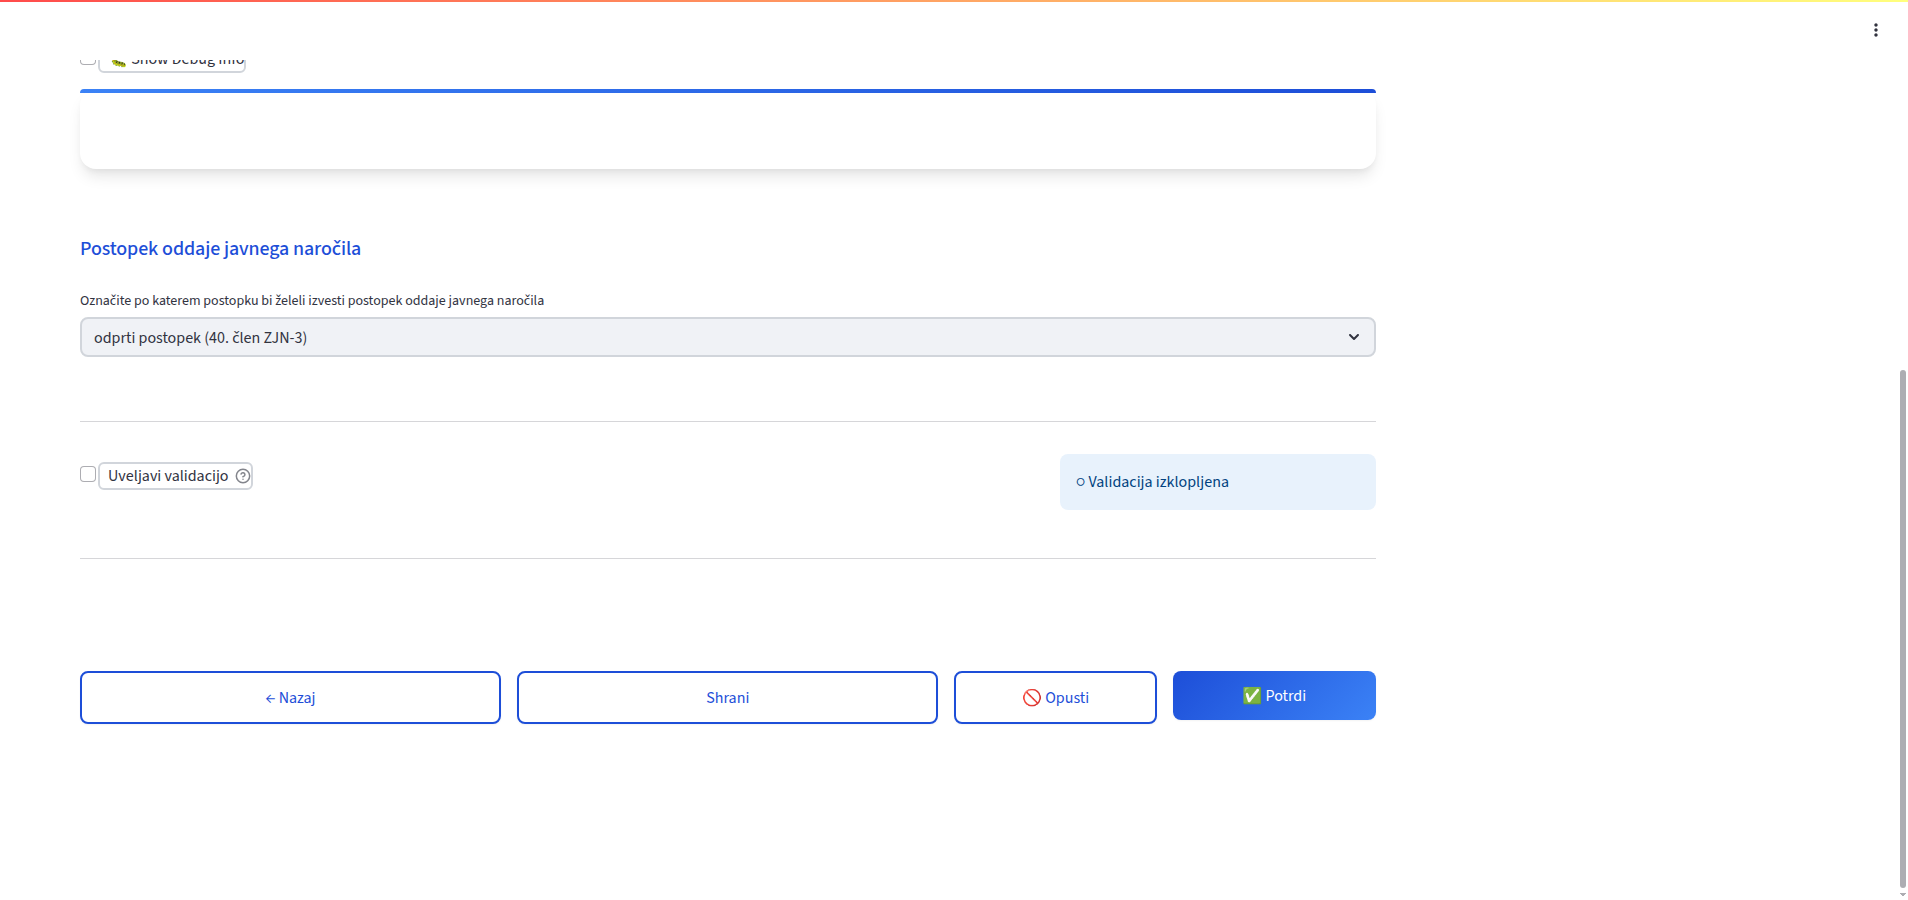 Show Debug Info
Postopek oddaje javnega naročila
Označite po katerem postopku bi želeli izvesti postopek oddaje javnega naročila
odprti postopek (40. člen ZJN-3)
Uveljavi validacijo
○ Validacija izklopljena
← Nazaj
Shrani
🚫 Opusti
✅ Potrdi